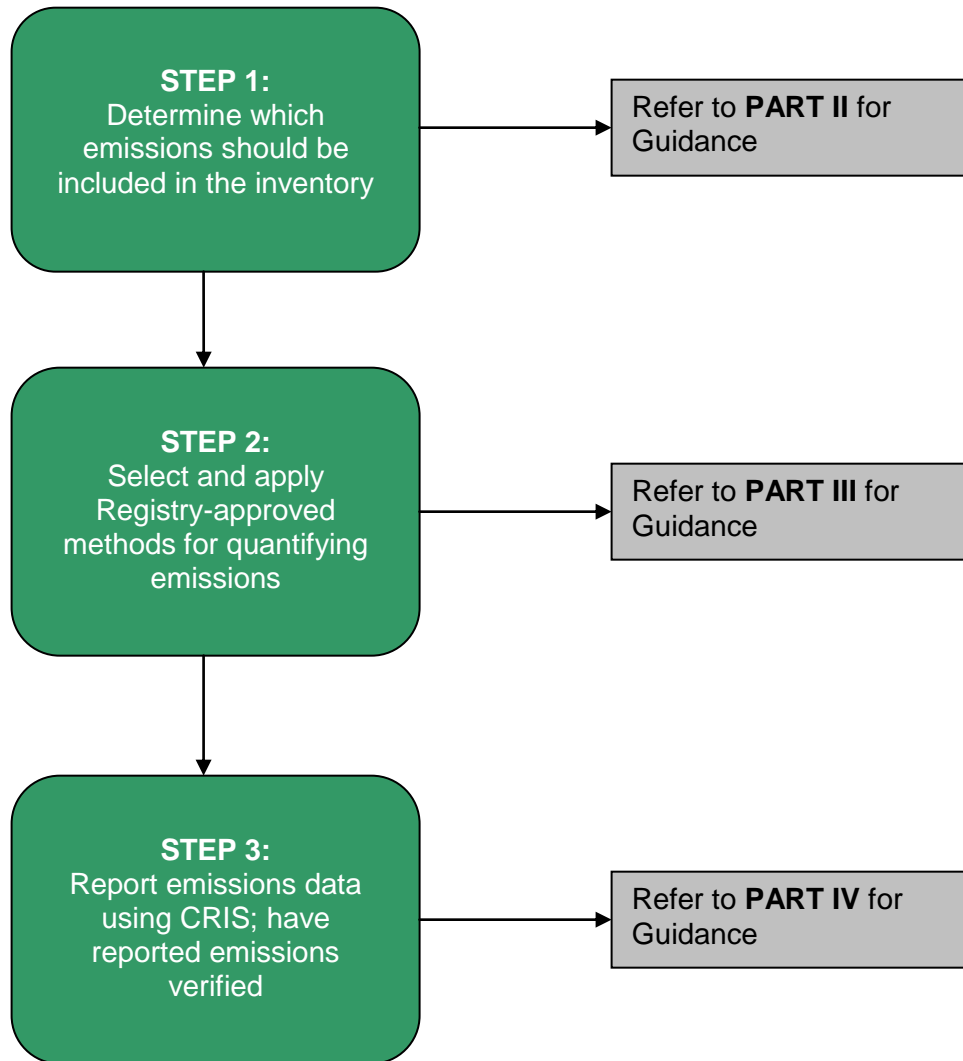 STEP 1:
Determine which
emissions should be
included in the inventory
Refer to PART II for
Guidance
STEP 2:
Select and apply
Registry-approved
methods for quantifying
emissions
Refer to PART III for
Guidance
STEP 3:
Report emissions data
using CRIS; have
reported emissions
verified
Refer to PART IV for
Guidance